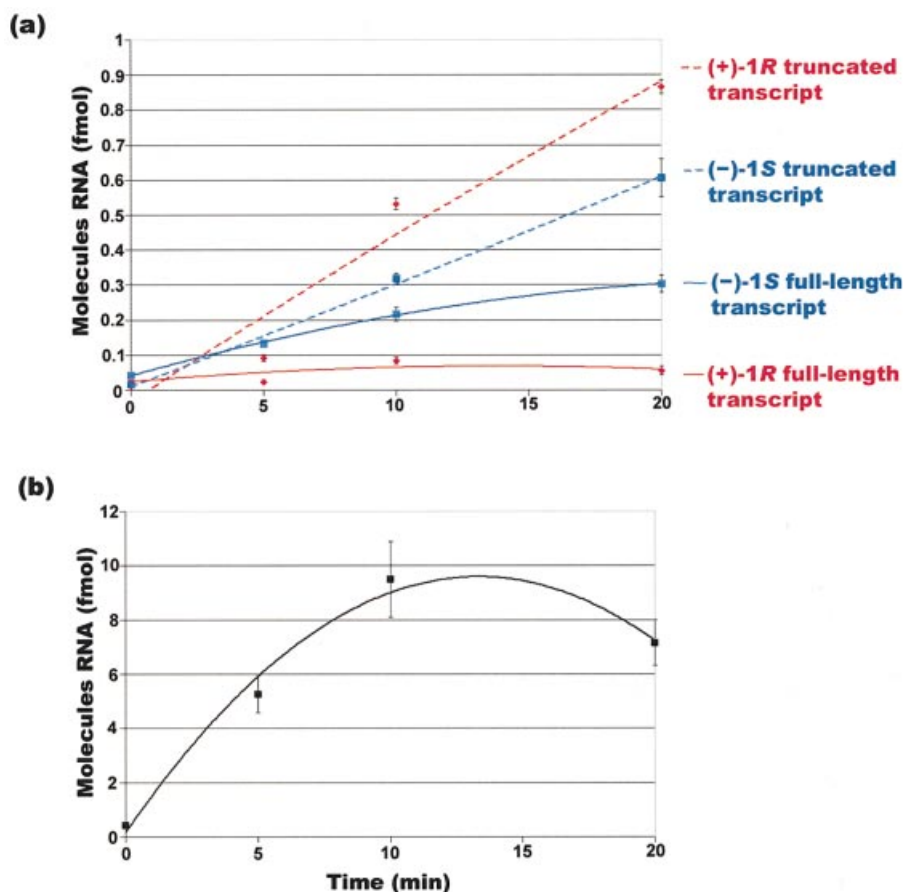 (a)
Molecules RNA (fmol)
1
0.9
0.8
0.7
0.6
0.5
0.4
0.3
0.2
0.1
0
0 5 10 15 20
(+)-1R truncated
transcript
(−)-1S truncated
transcript
(−)-1S full-length
transcript
(+)-1R full-length
transcript
(b)
Molecules RNA (fmol)
12
10
8
6
4
2
0
0 5 10 15 20
Time (min)